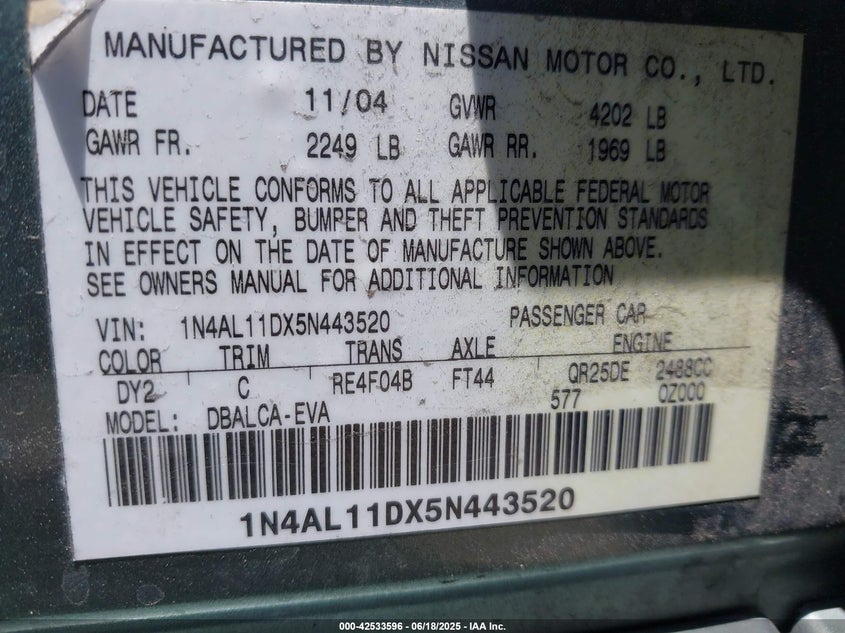 MANUFACTURED BY NISSAN MOTOR CO., LTD.
DATE 11/04 GVWR 4202 LB
GAWR FR. 2249 LB GAWR RR. 1969 LB
THIS VEHICLE CONFORMS TO ALL APPLICABLE FEDERAL MOTOR
VEHICLE SAFETY, BUMPER AND THEFT PREVENTION STANDARDS
IN EFFECT ON THE DATE OF MANUFACTURE SHOWN ABOVE.
SEE OWNERS MANUAL FOR ADDITIONAL INFORMATION
VIN: 1N4AL11DX5N443520 PASSENGER CAR
COLOR TRIM TRANS AXLE ENGINE
DY2 C RE4F04B FT44 QR25DE 2488CC
MODEL: DBALCA-EVA 577 0Z000
1N4AL11DX5N443520
000-42533596 - 06/18/2025 - IAA Inc.